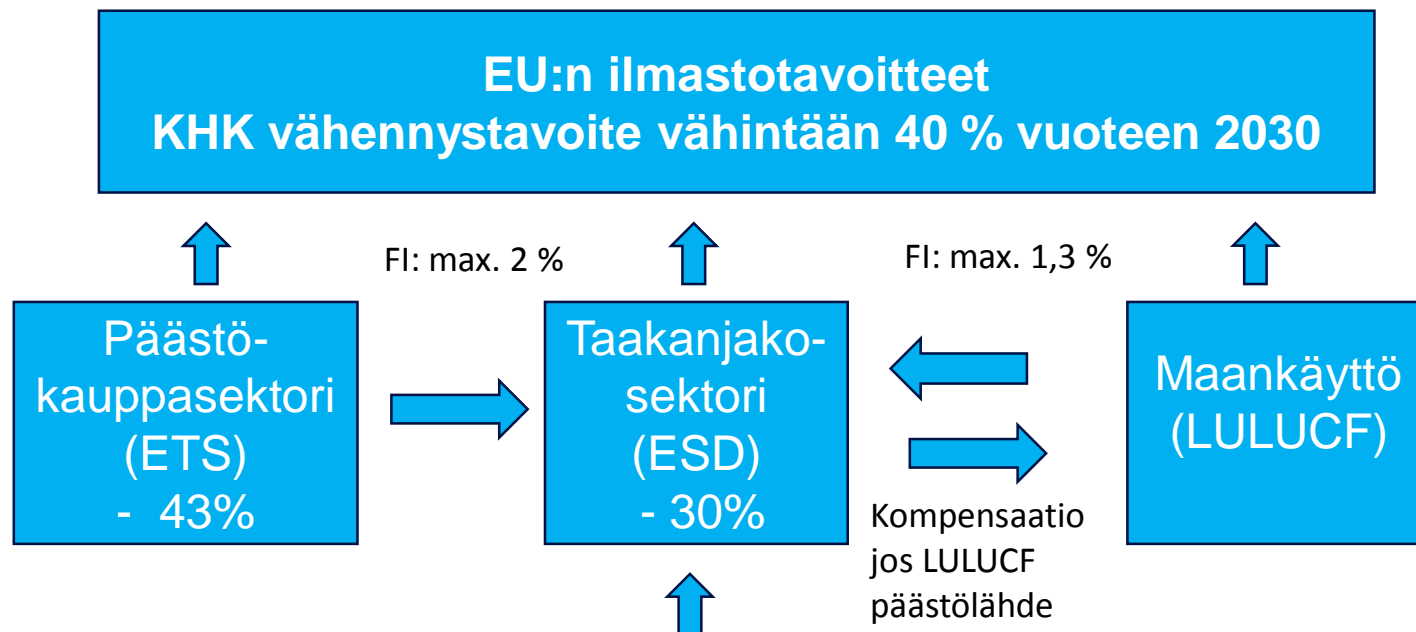 EU:n ilmastotavoitteet
KHK vähennystavoite vähintään 40 % vuoteen 2030
FI: max. 2 %
FI: max. 1,3 %
Päästö-
kauppasektori
(ETS)
- 43%
Taakanjako-
sektori
(ESD)
- 30%
Maankäyttö
(LULUCF)
Kompensaatio
jos LULUCF
päästölähde